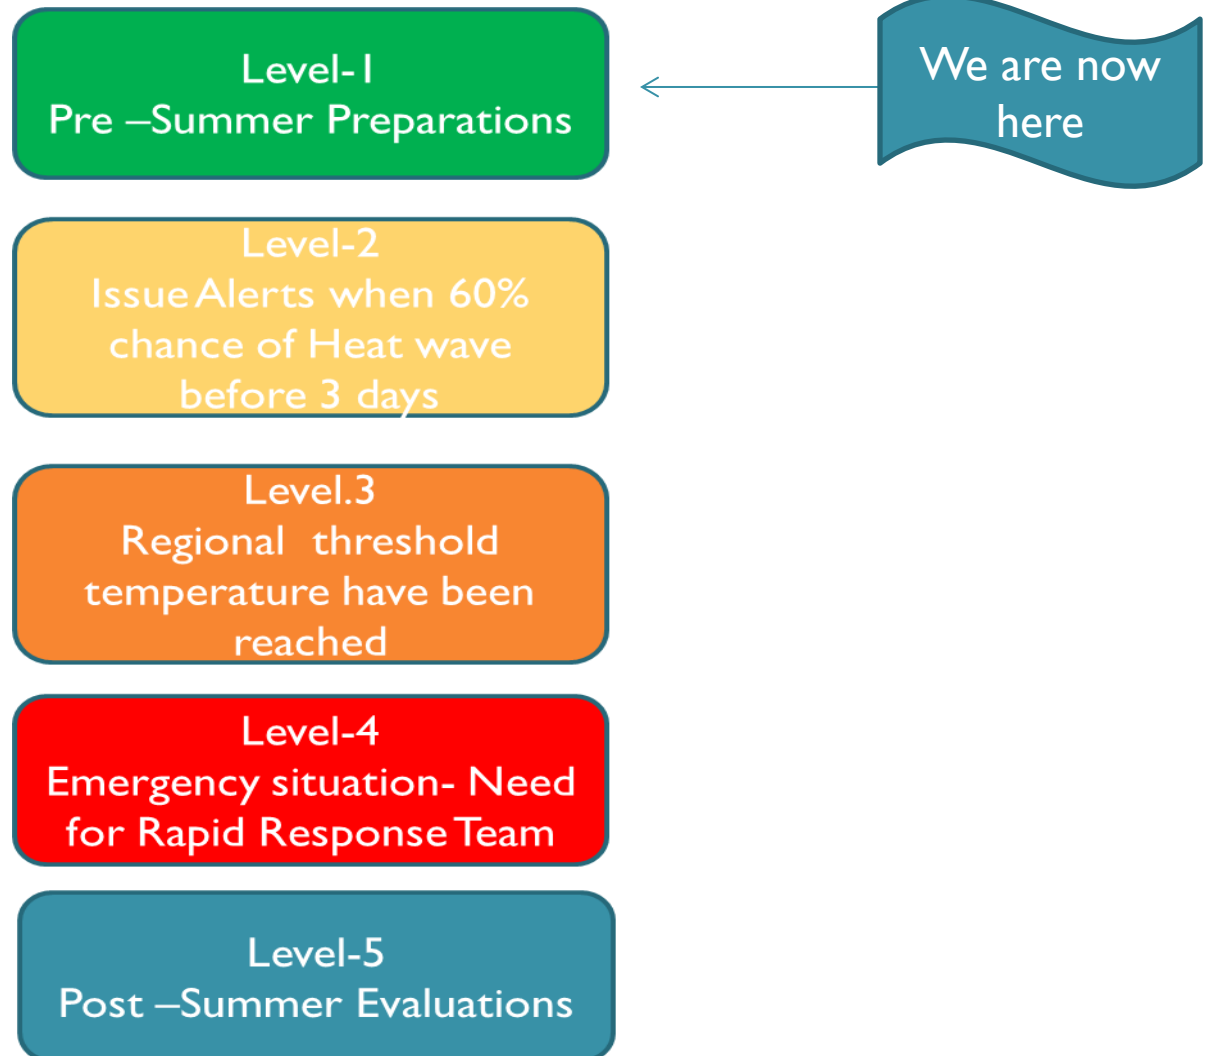 Level-1
Pre –Summer Preparations
We are now
here
Level-2
Issue Alerts when 60%
chance of Heat wave
before 3 days
Level.3
Regional  threshold
temperature have been
reached
Level-4
Emergency situation- Need
for Rapid Response Team
Level-5
Post –Summer Evaluations